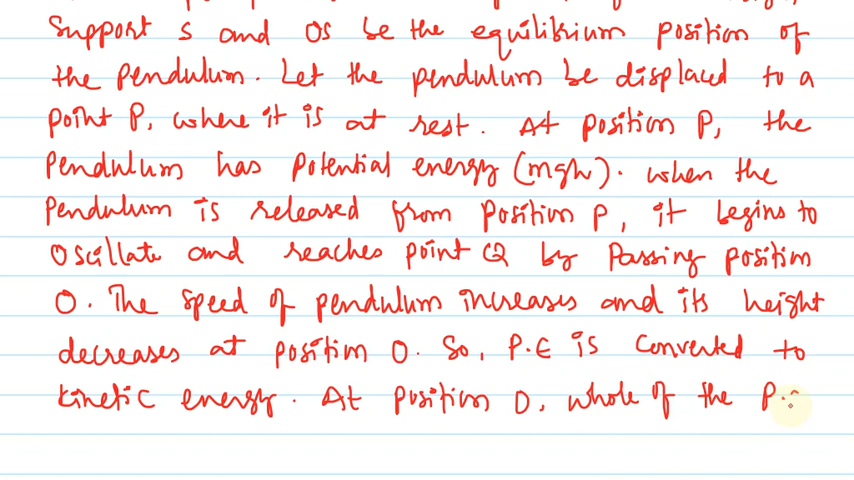 Support S and OS be the equilibrium position of
the Pendulum. Let the pendulum be displaced to a
point P, where it is at rest. At position P, the
Pendulum has Potential energy (mgh). when the
Pendulum is released from position P, it begins to
Oscillate and reaches point Q by Passing position
O. The speed of pendulum increases and its height
decreases at position O. So, P.E is converted to
kinetic energy. At position O, whole of the P.